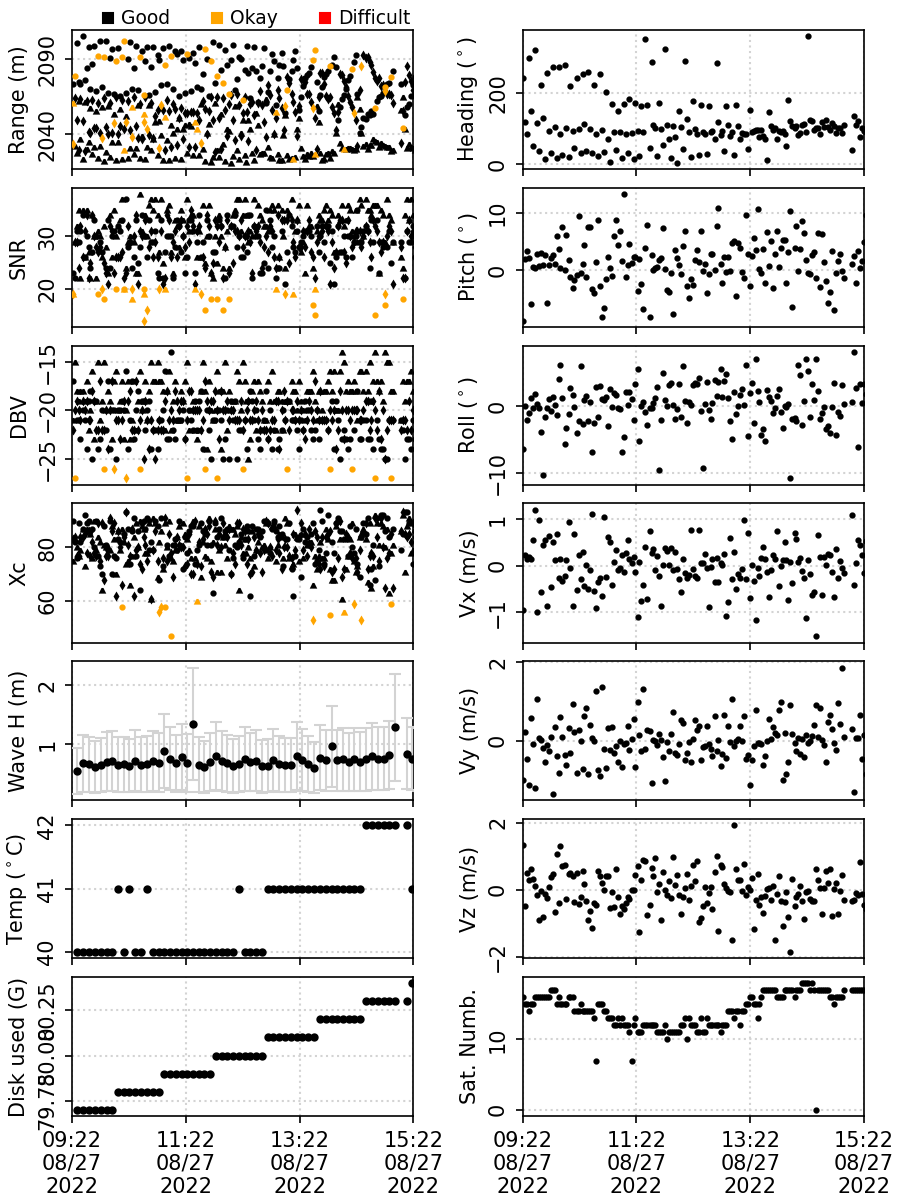 Good Okay Difficult
Range (m)
2090
2040
Heading (°)
200
0
SNR
30
20
Pitch (°)
10
0
DBV
−15
−20
−25
Roll (°)
0
−10
Xc
80
60
Vx (m/s)
1
0
−1
Wave H (m)
2
1
Vy (m/s)
2
0
Temp (°C)
42
41
40
Vz (m/s)
2
0
−2
Disk used (G)
80.25
80.00
79.75
Sat. Numb.
10
0
09:22 11:22 13:22 15:22
08/27 08/27 08/27 08/27
2022 2022 2022 2022
09:22 11:22 13:22 15:22
08/27 08/27 08/27 08/27
2022 2022 2022 2022